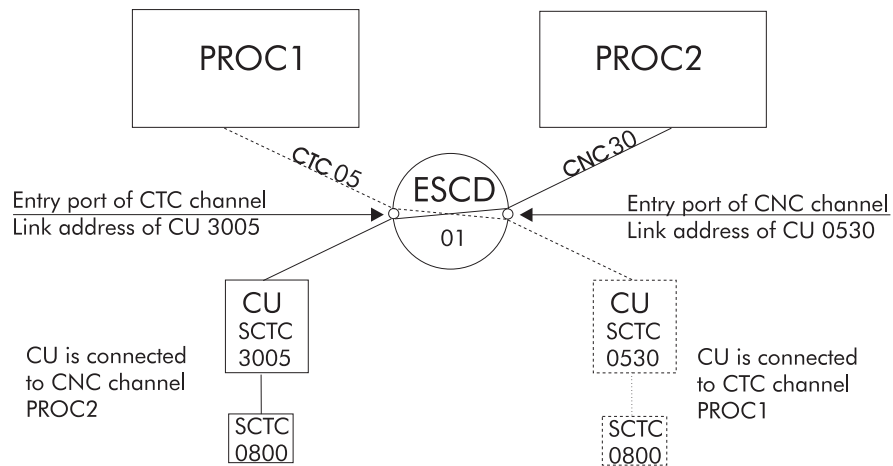 PROC1
PROC2
CTC 05
CNC 30
ESCD
01
Entry port of CTC channel
Link address of CU 3005
Entry port of CNC channel
Link address of CU 0530
CU
SCTC
3005
CU
SCTC
0530
CU is connected
to CNC channel
PROC2
CU is connected
to CTC channel
PROC1
SCTC
0800
SCTC
0800